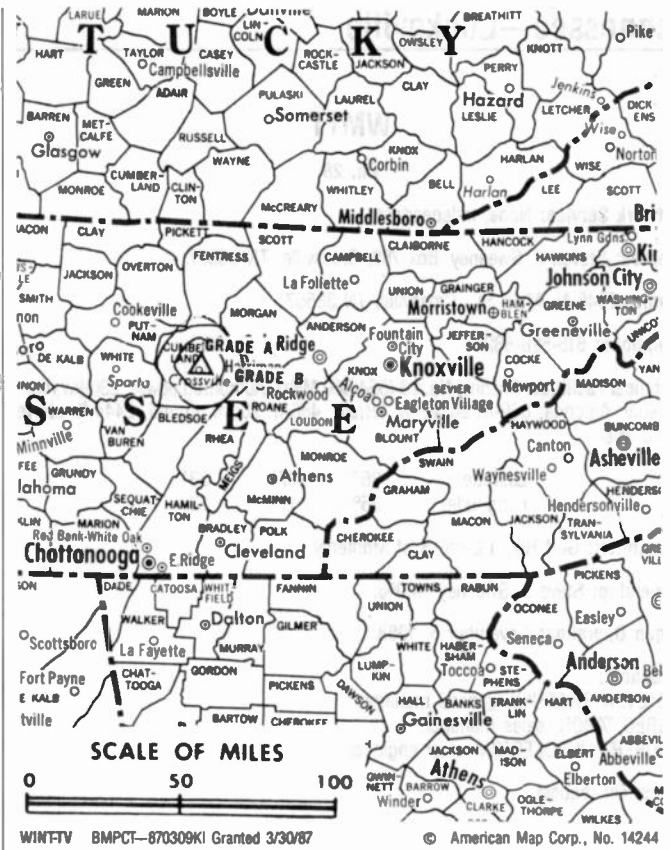 LARUE MARION BOYLE Danville BREATHITT
T U C K Y
LIN-COLN OWSLEY Pike
HART TAYLOR CASEY ROCK-CASTLE JACKSON KNOTT
Campbellsville PERRY
GREEN CLAY Jenkins
ADAIR PULASKI LAUREL Hazard LETCHER DICK-ENS
BARREN MET-CALFE Somerset LESLIE Wise
Glasgow RUSSELL KNOX Norton
WAYNE Corbin HARLAN WISE
CUMBER-LAND CLIN-TON WHITLEY BELL LEE SCOTT
MONROE McCREARY Harlan
Middlesboro Bri
ACON CLAY PICKETT SCOTT CLAIBORNE HANCOCK Lynn Gdns.
FENTRESS CAMPBELL HAWKINS Kin
JACKSON OVERTON La Follette UNION GRAINGER Johnson City
SMITH Cookeville MORGAN Morristown HAM-BLEN GREENE WASHING-TON
non PUT-NAM ANDERSON Fountain City JEFFER-SON Greeneville UNICO
CUMBER-LAND GRADE A Ridge
DE KALB WHITE Harriman KNOX Knoxville COCKE YAN
Sparta Crossville GRADE B SEVIER Newport MADISON
Rockwood Alcoa Eagleton Village
S S E E
WARREN BLEDSOE ROANE LOUDON Maryville HAYWOOD BUNCOMB
Minnville VAN BUREN RHEA BLOUNT Canton Asheville
FEE MONROE SWAIN
GRUNDY MEIGS Athens Waynesville HENDERS
lahoma SEQUAT-CHIE HAMIL-TON McMINN GRAHAM Hendersonville
KLIN MARION BRADLEY POLK CHEROKEE MACON JACKSON TRAN-SYLVANIA
Red Bank-White Oak
Chattanooga E.Ridge Cleveland CLAY GRE VILL
SON DADE CATOOSA WHIT-FIELD FANNIN TOWNS RABUN PICKENS
UNION OCONEE
WALKER Dalton GILMER Easley
Scottsboro La Fayette MURRAY WHITE HABER-SHAM Seneca
LUMP-KIN Toccoa Anderson
Fort Payne CHAT-TOOGA GORDON PICKENS STE-PHENS Bel
E KALB DAWSON HALL BANKS FRANK-LIN HART ANDERSON
tville BARTOW CHEROKEE Gainesville
SCALE OF MILES JACKSON MAD-ISON ELBERT ABBEVIL
Abbeville
0 50 100 GWIN-NETT Athens Elberton
BARROW
Winder CLARKE OGLE-THORPE WILKES
WINT-TV BMPCT—870309KI Granted 3/30/87 © American Map Corp., No. 14244